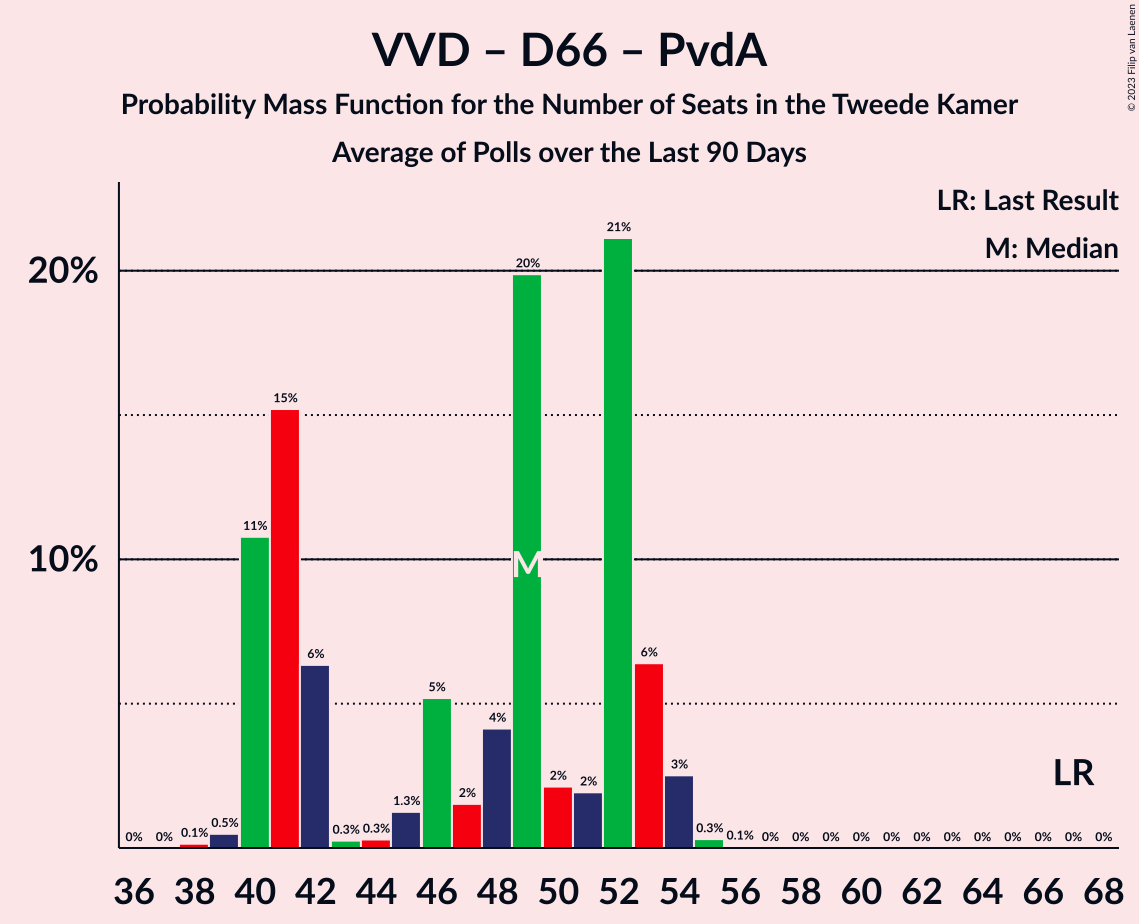 VVD – D66 – PvdA
Probability Mass Function for the Number of Seats in the Tweede Kamer
Average of Polls over the Last 90 Days
© 2023 Filip van Laenen
LR: Last Result
M: Median
20%
10%
0% 0% 0.1% 0.5% 11% 15% 6% 0.3% 0.3% 1.3% 5% 2% 4% 20% 2% 2% 21% 6% 3% 0.3% 0.1% 0% 0% 0% 0% 0% 0% 0% 0% 0% 0% 0% 0%
M
LR
36 38 40 42 44 46 48 50 52 54 56 58 60 62 64 66 68